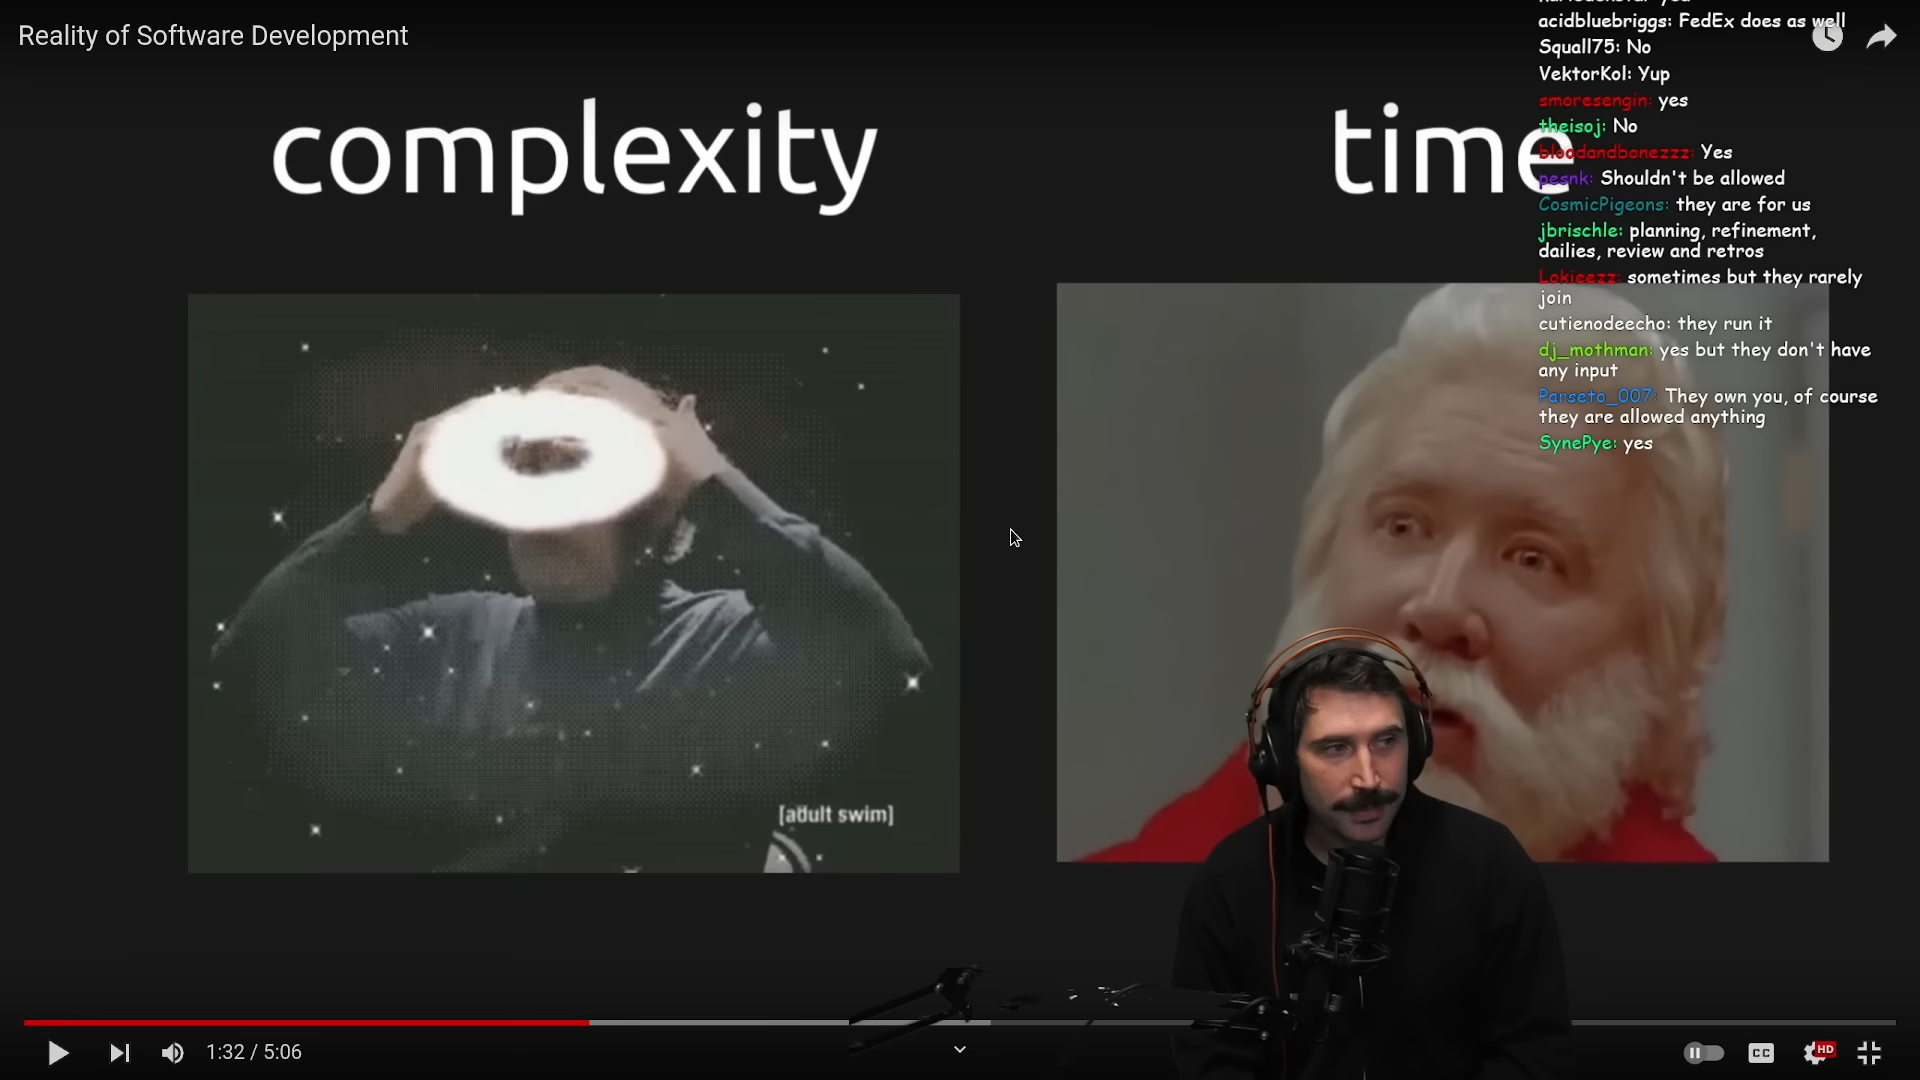 Reality of Software Development
complexity
time
acidbluebriggs: FedEx does as well
Squall75: No
VektorKol: Yup
smoresengin: yes
theisoj: No
bloodandbonezzz: Yes
pesnk: Shouldn't be allowed
CosmicPigeons: they are for us
jbrischle: planning, refinement,
dailies, review and retros
Lokieezz: sometimes but they rarely
join
cutienodeecho: they run it
dj_mothman: yes but they don't have
any input
Parseto_007: They own you, of course
they are allowed anything
SynePye: yes
[adult swim]
1:32 / 5:06
CC
HD